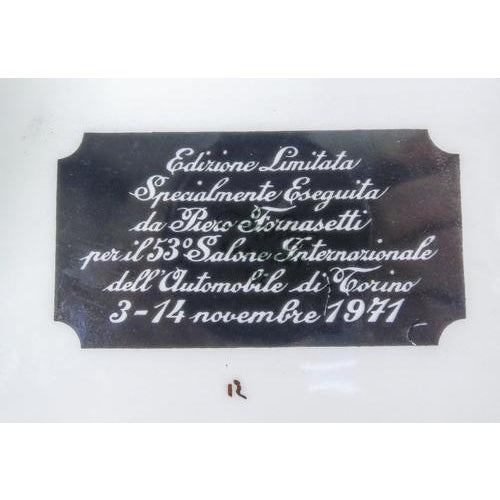 Edizione Limitata
Specialmente Eseguita
da Piero Fornasetti
per il 53º Salone Internazionale
dell'Automobile di Torino
3-14 novembre 1971